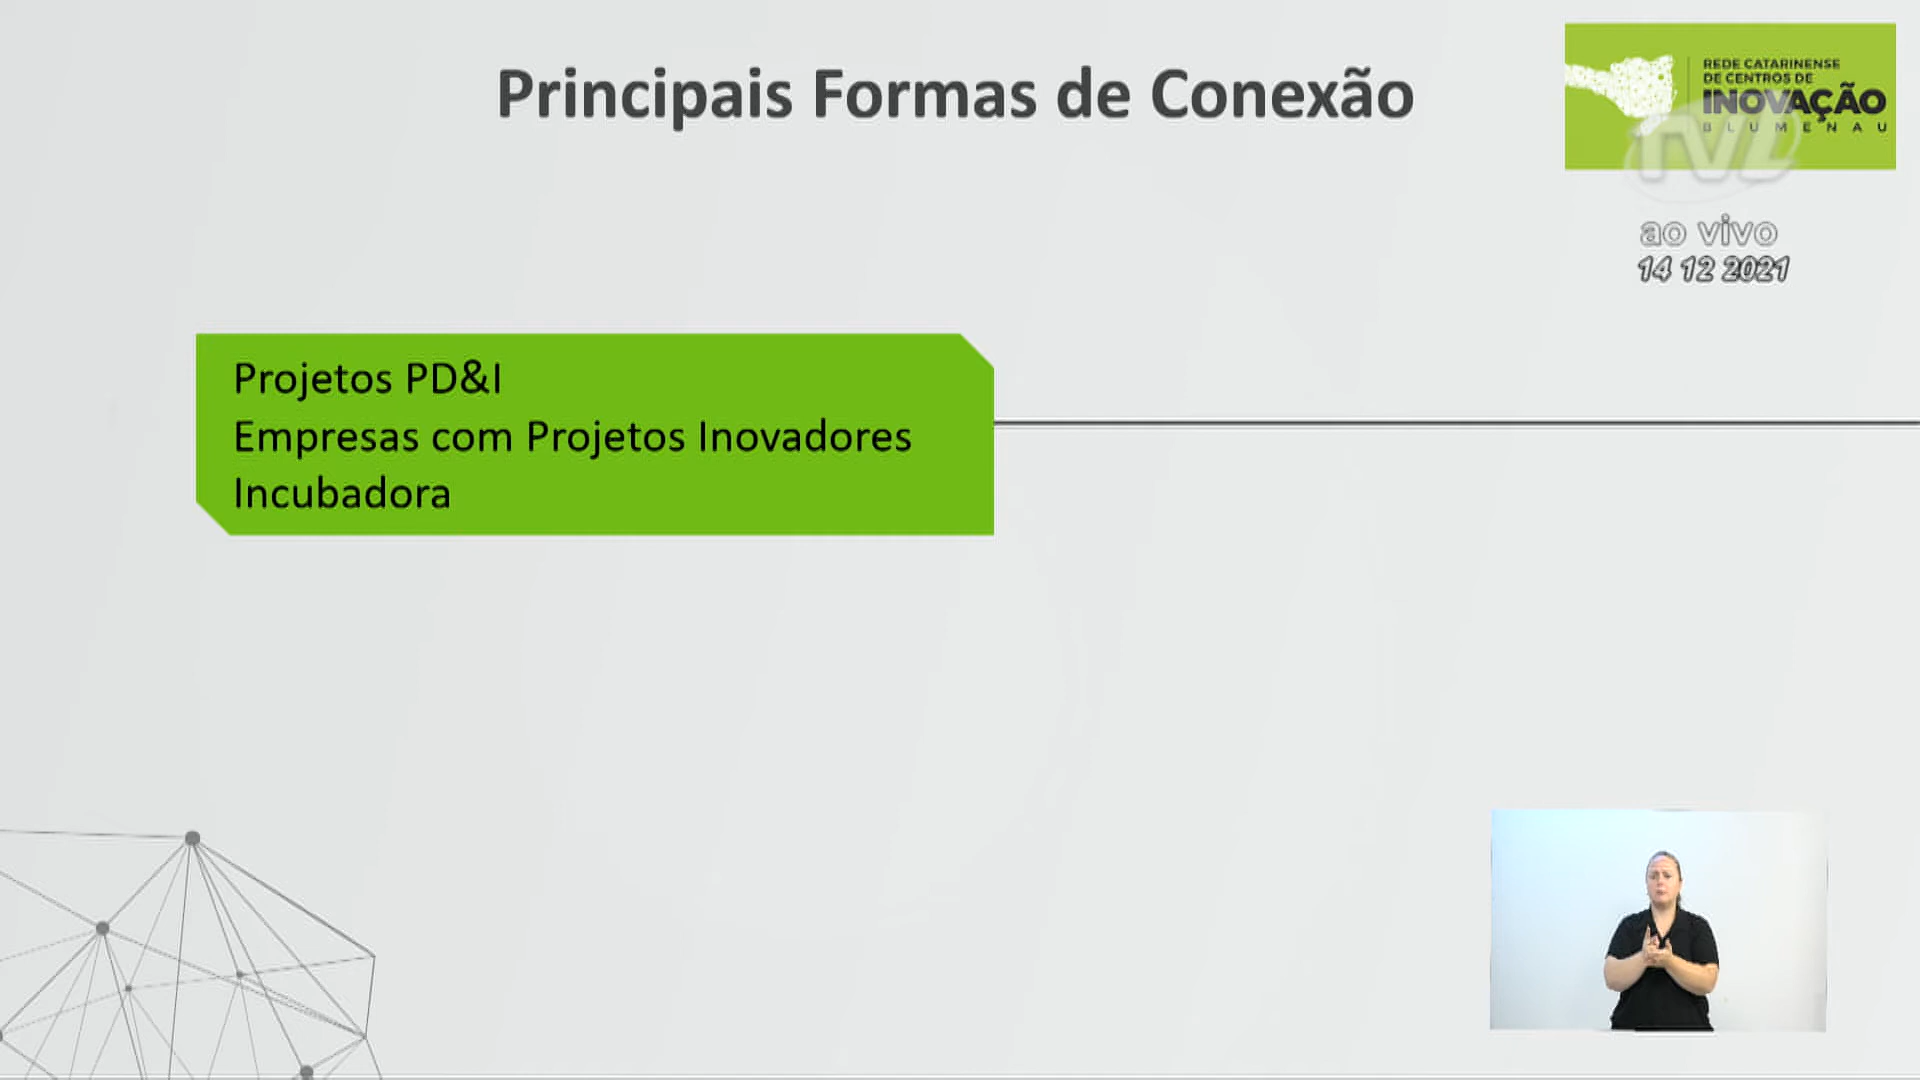 Principais Formas de Conexão
REDE CATARINENSE
DE CENTROS DE
INOVAÇÃO
BLUMENAU
TVL
ao vivo
14 12 2021
Projetos PD&I
Empresas com Projetos Inovadores
Incubadora